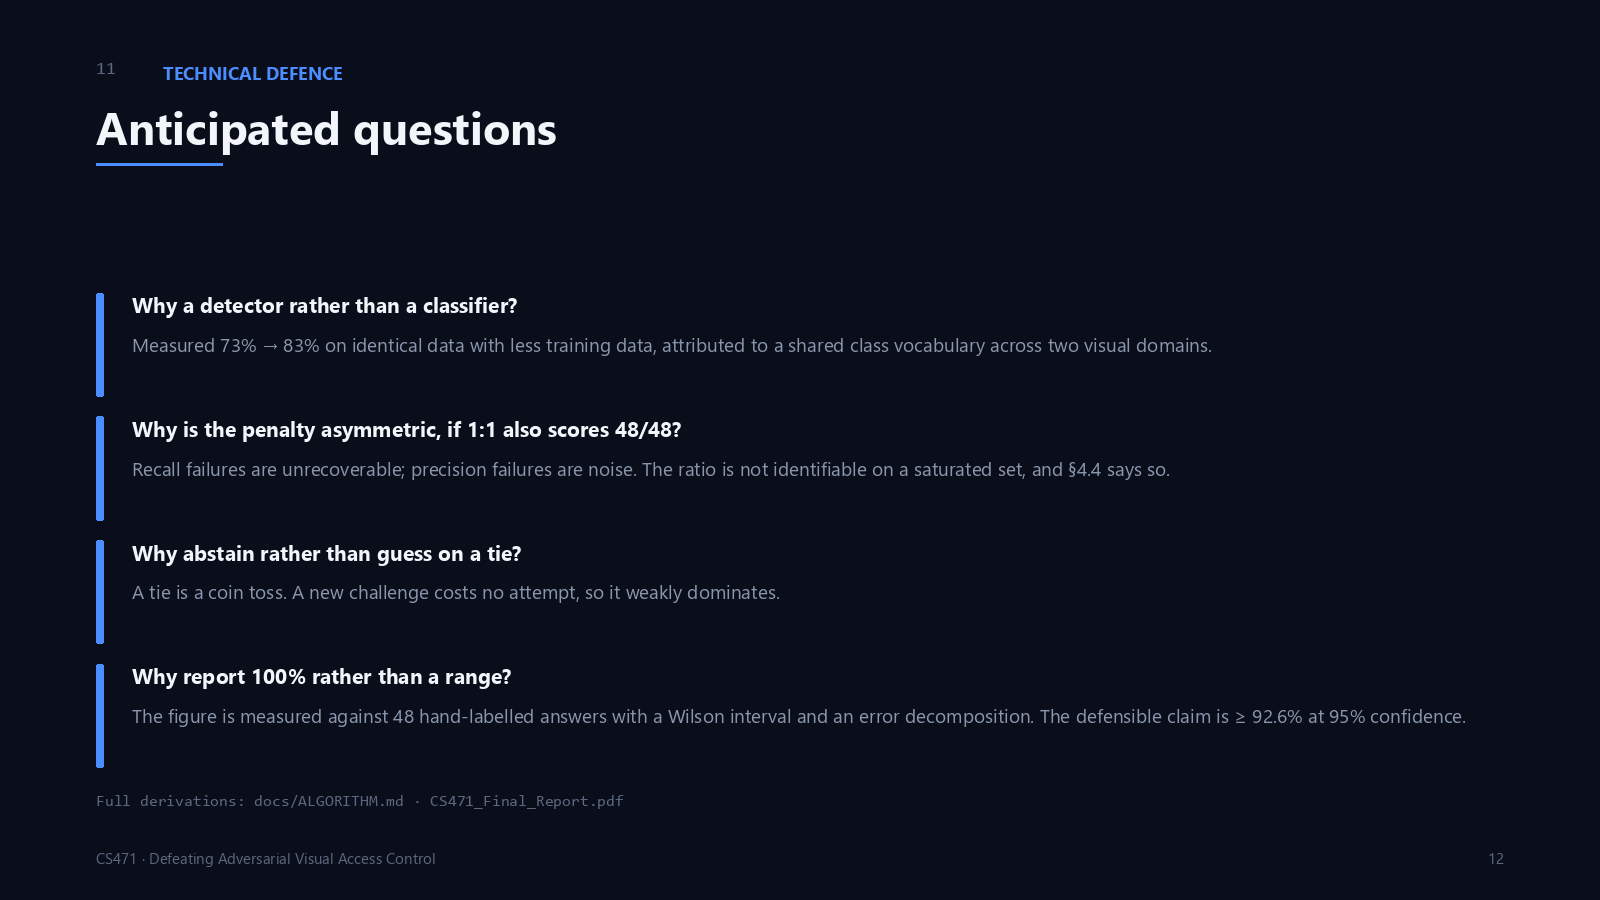 11
TECHNICAL DEFENCE
Anticipated questions
Why a detector rather than a classifier?
Measured 73% → 83% on identical data with less training data, attributed to a shared class vocabulary across two visual domains.
Why is the penalty asymmetric, if 1:1 also scores 48/48?
Recall failures are unrecoverable; precision failures are noise. The ratio is not identifiable on a saturated set, and §4.4 says so.
Why abstain rather than guess on a tie?
A tie is a coin toss. A new challenge costs no attempt, so it weakly dominates.
Why report 100% rather than a range?
The figure is measured against 48 hand-labelled answers with a Wilson interval and an error decomposition. The defensible claim is ≥ 92.6% at 95% confidence.
Full derivations: docs/ALGORITHM.md · CS471_Final_Report.pdf
CS471 · Defeating Adversarial Visual Access Control
12